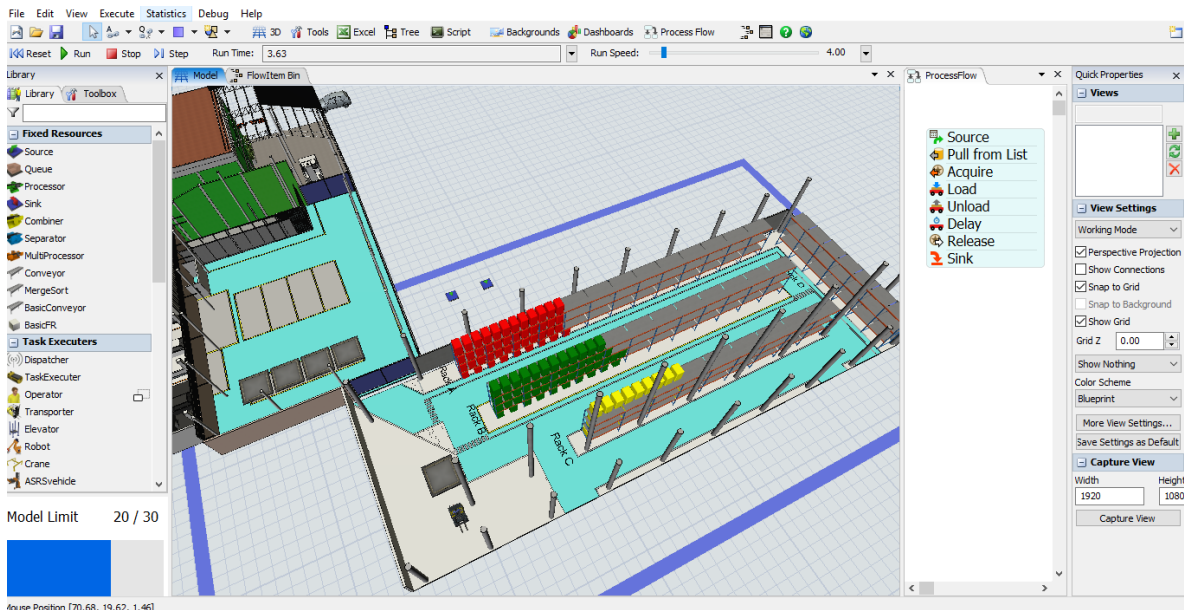 File Edit View Execute Statistics Debug Help
3D Tools Excel Tree Script Backgrounds Dashboards Process Flow
Reset Run Stop Step Run Time: 3.63 Run Speed: 4.00
Library
Library Toolbox
Fixed Resources
Source
Queue
Processor
Sink
Combiner
Separator
MultiProcessor
Conveyor
MergeSort
BasicConveyor
BasicFR
Task Executers
Dispatcher
TaskExecuter
Operator
Transporter
Elevator
Robot
Crane
ASRSvehicle
Model Limit 20 / 30
Model FlowItem Bin
Rack A
Rack B
Rack C
Rack D
ProcessFlow
Source
Pull from List
Acquire
Load
Unload
Delay
Release
Sink
Quick Properties
Views
View Settings
Working Mode
Perspective Projection
Show Connections
Snap to Grid
Snap to Background
Show Grid
Grid Z 0.00
Show Nothing
Color Scheme
Blueprint
More View Settings...
Save Settings as Default
Capture View
Width Height
1920 1080
Capture View
Mouse Position [70.68, 19.62, 1.46]